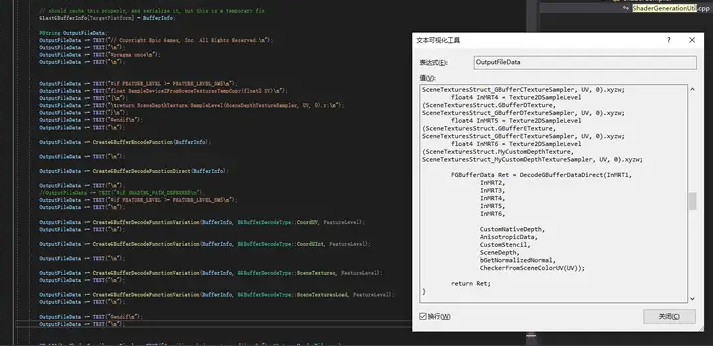 // should cache this properly, and serialize it, but this is a temporary fix
GLastGBufferInfo[TargetPlatform] = BufferInfo;
FString OutputFileData;
OutputFileData += TEXT("// Copyright Epic Games, Inc. All Rights Reserved.\n");
OutputFileData += TEXT("\n");
OutputFileData += TEXT("#pragma once\n");
OutputFileData += TEXT("\n");
OutputFileData += TEXT("#if FEATURE_LEVEL >= FEATURE_LEVEL_SM5\n");
OutputFileData += TEXT("float SampleDeviceZFromSceneTexturesTempCopy(float2 UV)\n");
OutputFileData += TEXT("{\n");
OutputFileData += TEXT("\treturn SceneDepthTexture.SampleLevel(SceneDepthTextureSampler, UV, 0).r;\n");
OutputFileData += TEXT("}\n");
OutputFileData += TEXT("#endif\n");
OutputFileData += TEXT("\n");
OutputFileData += CreateGBufferEncodeFunction(BufferInfo);
OutputFileData += TEXT("\n");
OutputFileData += CreateGBufferDecodeFunctionDirect(BufferInfo);
OutputFileData += TEXT("\n");
//OutputFileData += TEXT("#if SHADING_PATH_DEFERRED\n");
OutputFileData += TEXT("#if FEATURE_LEVEL >= FEATURE_LEVEL_SM5\n");
OutputFileData += TEXT("\n");
OutputFileData += CreateGBufferDecodeFunctionVariation(BufferInfo, EGBufferDecodeType::CoordUV, FeatureLevel);
OutputFileData += TEXT("\n");
OutputFileData += CreateGBufferDecodeFunctionVariation(BufferInfo, EGBufferDecodeType::CoordUInt, FeatureLevel);
OutputFileData += TEXT("\n");
OutputFileData += CreateGBufferDecodeFunctionVariation(BufferInfo, EGBufferDecodeType::SceneTextures, FeatureLevel);
OutputFileData += TEXT("\n");
OutputFileData += CreateGBufferDecodeFunctionVariation(BufferInfo, EGBufferDecodeType::SceneTexturesLoad, FeatureLevel);
OutputFileData += TEXT("\n");
OutputFileData += TEXT("#endif\n");
OutputFileData += TEXT("\n");
ShaderGenerationUtil.cpp
文本可视化工具
表达式(E):
OutputFileData
值(V):
SceneTexturesStruct_GBufferCTextureSampler, UV, 0).xyzw;
float4 InMRT4 = Texture2DSampleLevel
(SceneTexturesStruct.GBufferDTexture,
SceneTexturesStruct_GBufferDTextureSampler, UV, 0).xyzw;
float4 InMRT5 = Texture2DSampleLevel
(SceneTexturesStruct.GBufferETexture,
SceneTexturesStruct_GBufferETextureSampler, UV, 0).xyzw;
float4 InMRT6 = Texture2DSampleLevel
(SceneTexturesStruct.MyCustomDepthTexture,
SceneTexturesStruct_MyCustomDepthTextureSampler, UV, 0).xyzw;
FGBufferData Ret = DecodeGBufferDataDirect(InMRT1,
InMRT2,
InMRT3,
InMRT4,
InMRT5,
InMRT6,
CustomNativeDepth,
AnisotropicData,
CustomStencil,
SceneDepth,
bGetNormalizedNormal,
CheckerFromSceneColorUV(UV));
return Ret;
}
换行(W)
关闭(C)